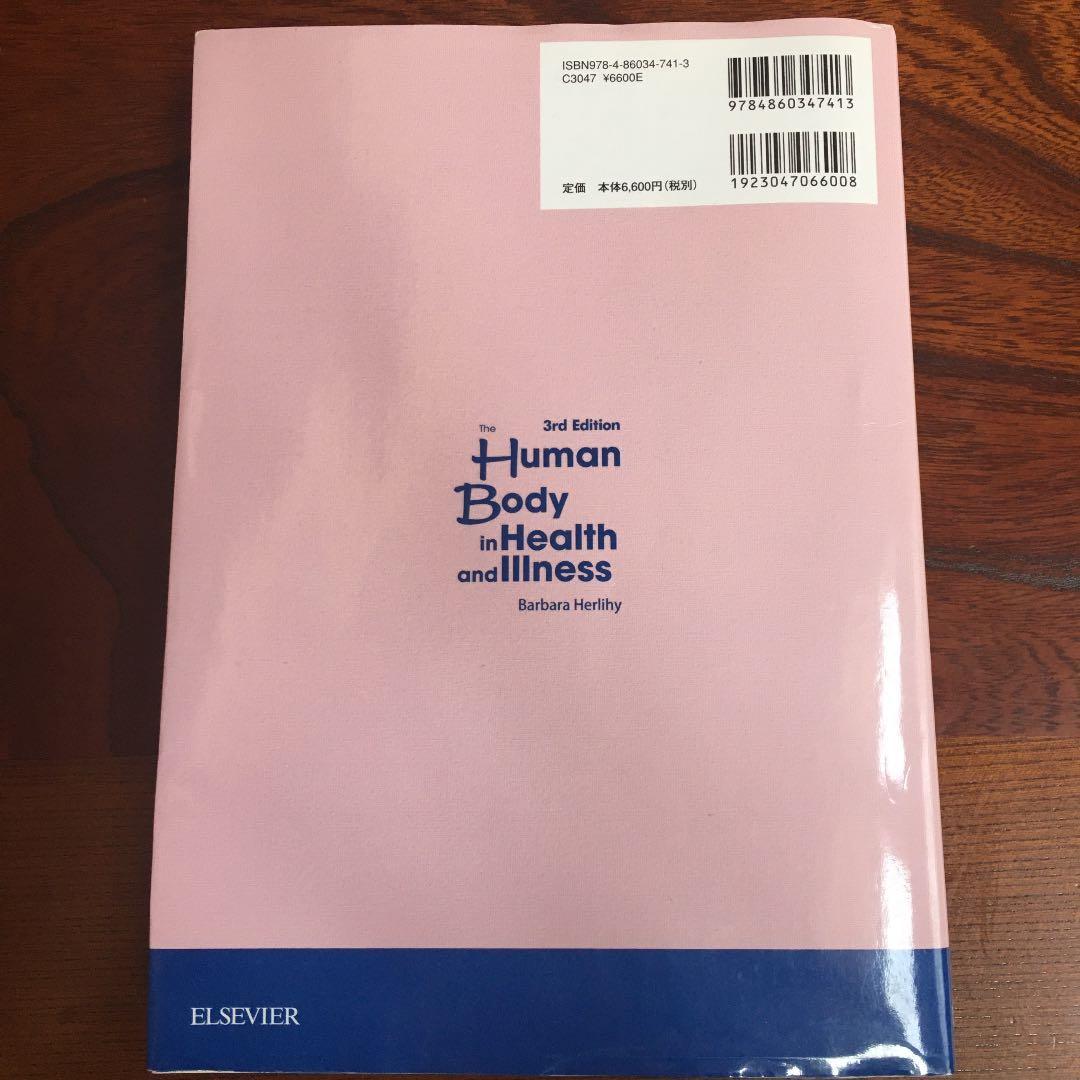 ISBN978-4-86034-741-3
C3047 ¥6600E
9784860347413
1923047066008
定価 本体6,600円(税別)
3rd Edition
The Human
Body
in Health
and Illness
Barbara Herlihy
ELSEVIER